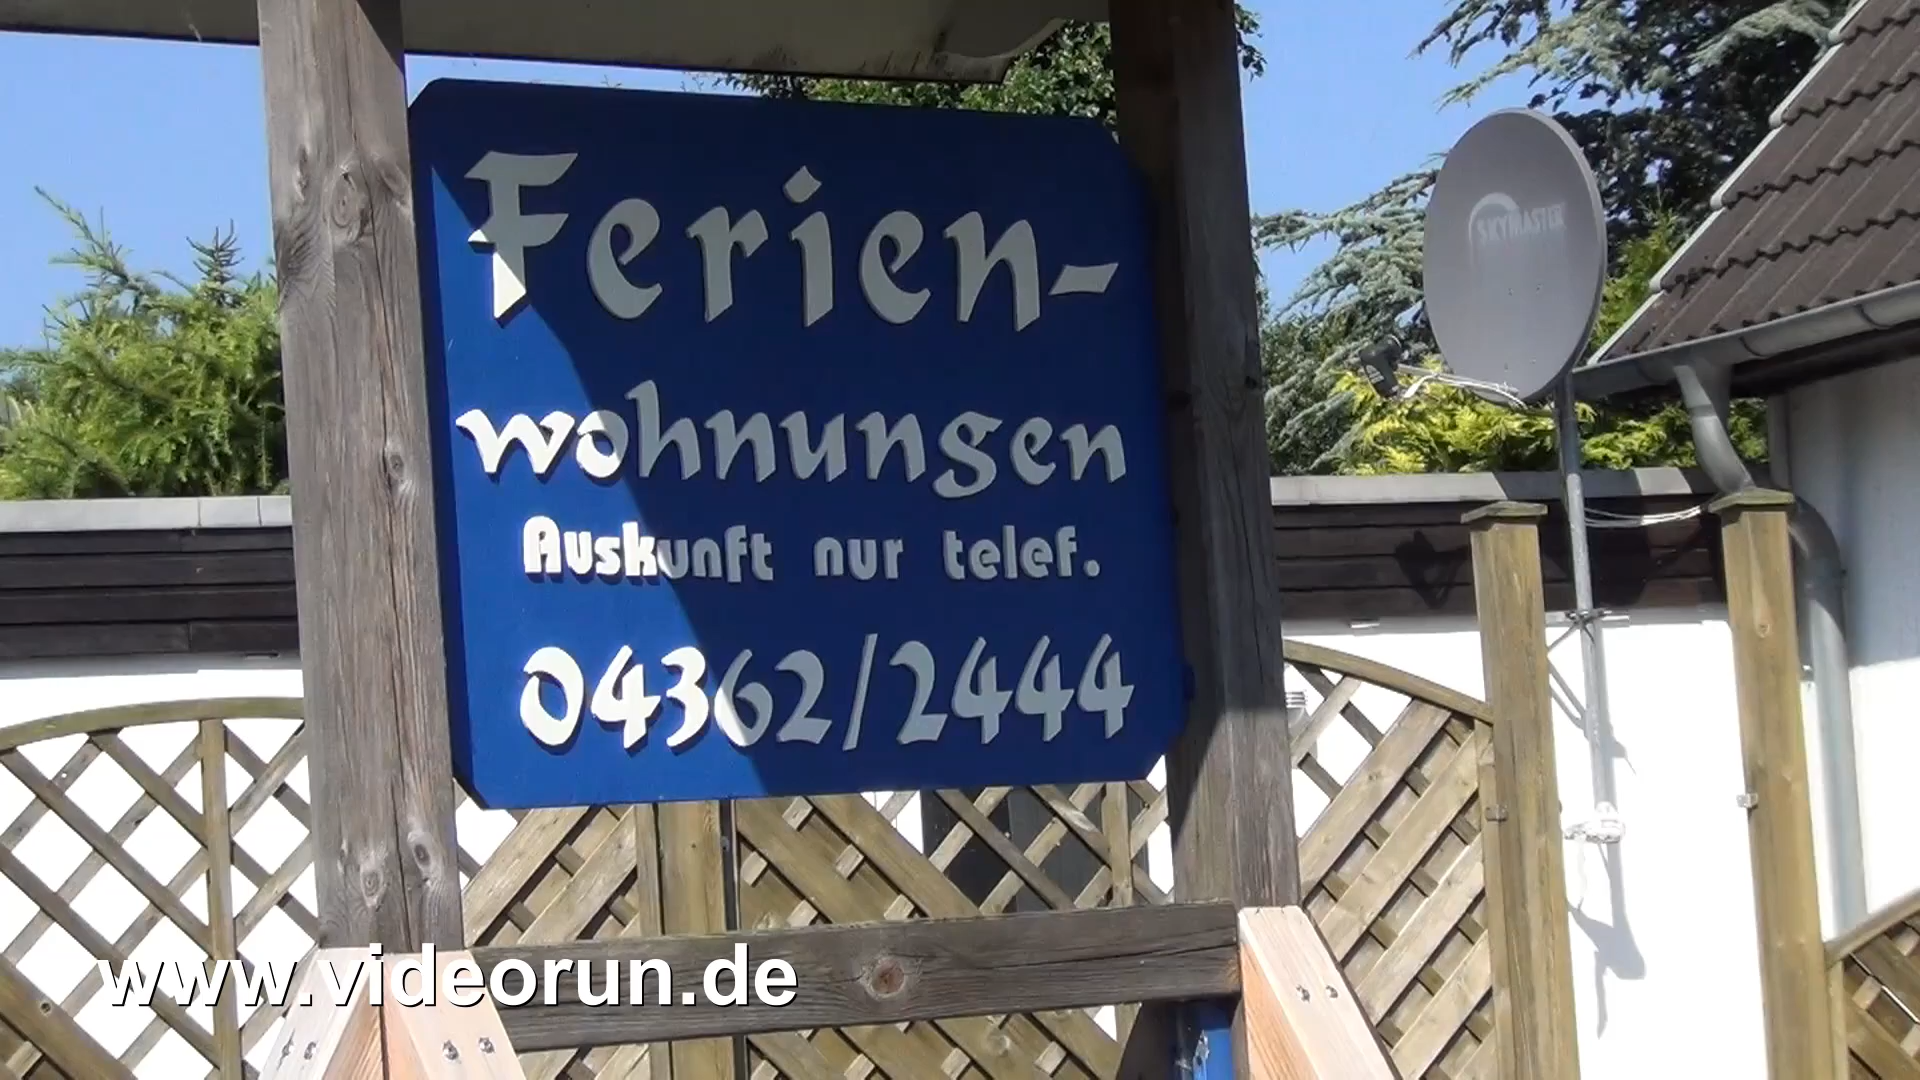 Ferien-
wohnungen
Auskunft nur telef.
04362/2444
SKYMASTER
www.videorun.de